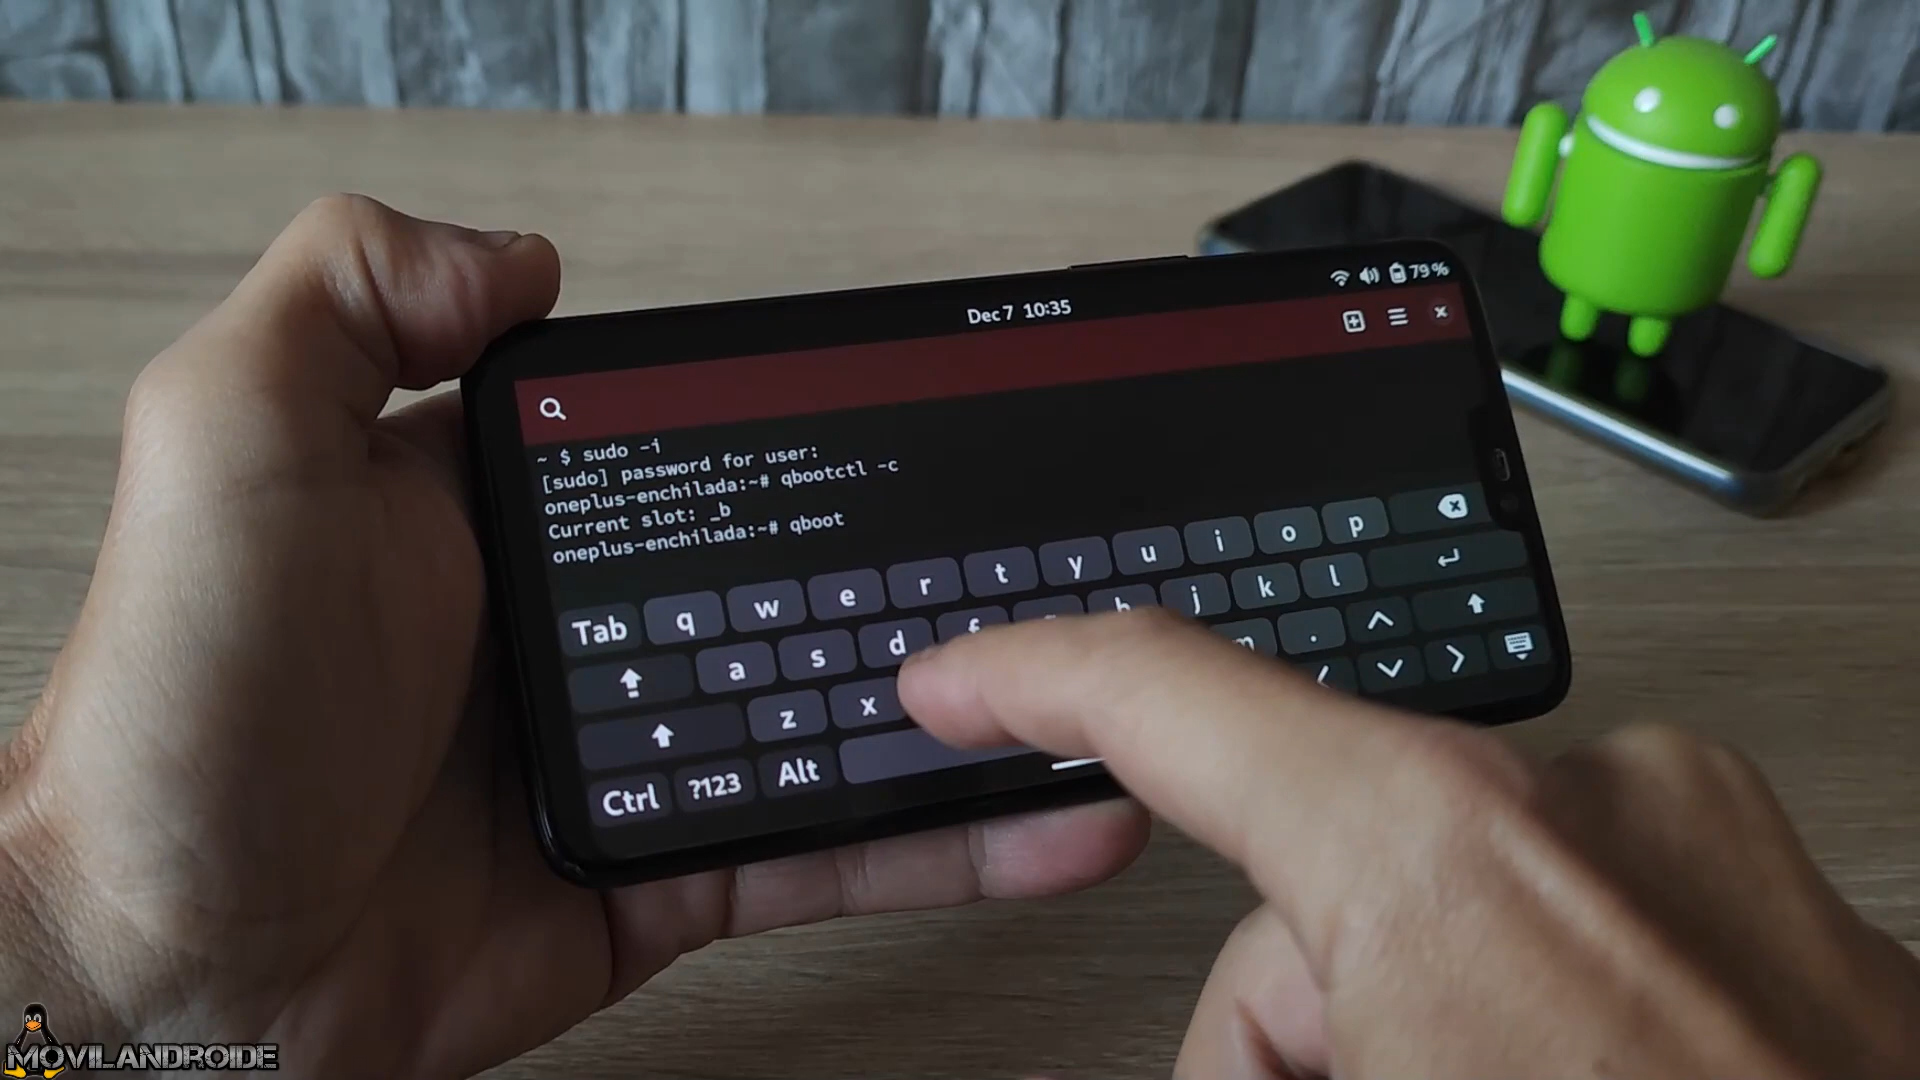 79%
Dec 7 10:35
~ $ sudo -i
[sudo] password for user:
oneplus-enchilada:~# qbootctl -c
Current slot: _b
oneplus-enchilada:~# qboot
Tab q w e r t y u i o p
a s d f h j k l
z x m .
Ctrl ?123 Alt
MOVILANDROIDE